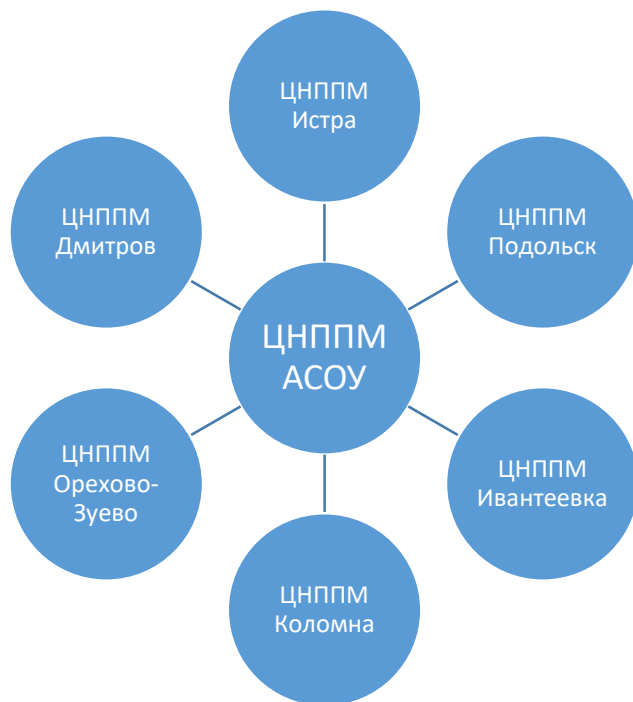 ЦНППМ
Истра
ЦНППМ
Дмитров
ЦНППМ
Подольск
ЦНППМ
АСОУ
ЦНППМ
Орехово-
Зуево
ЦНППМ
Ивантеевка
ЦНППМ
Коломна